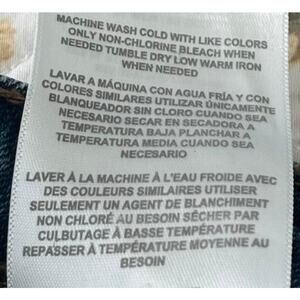 MACHINE WASH COLD WITH LIKE COLORS
ONLY NON-CHLORINE BLEACH WHEN
NEEDED TUMBLE DRY LOW WARM IRON
WHEN NEEDED
LAVAR A MÁQUINA CON AGUA FRÍA Y CON
COLORES SIMILARES UTILIZAR ÚNICAMENTE
BLANQUEADOR SIN CLORO CUANDO SEA
NECESARIO SECAR EN SECADORA A
TEMPERATURA BAJA PLANCHAR A
TEMPERATURA MEDIA CUANDO SEA
NECESARIO
LAVER À LA MACHINE À L'EAU FROIDE AVEC
DES COULEURS SIMILAIRES UTILISER
SEULEMENT UN AGENT DE BLANCHIMENT
NON CHLORÉ AU BESOIN SÉCHER PAR
CULBUTAGE À BASSE TEMPÉRATURE
REPASSER À TEMPÉRATURE MOYENNE AU
BESOIN